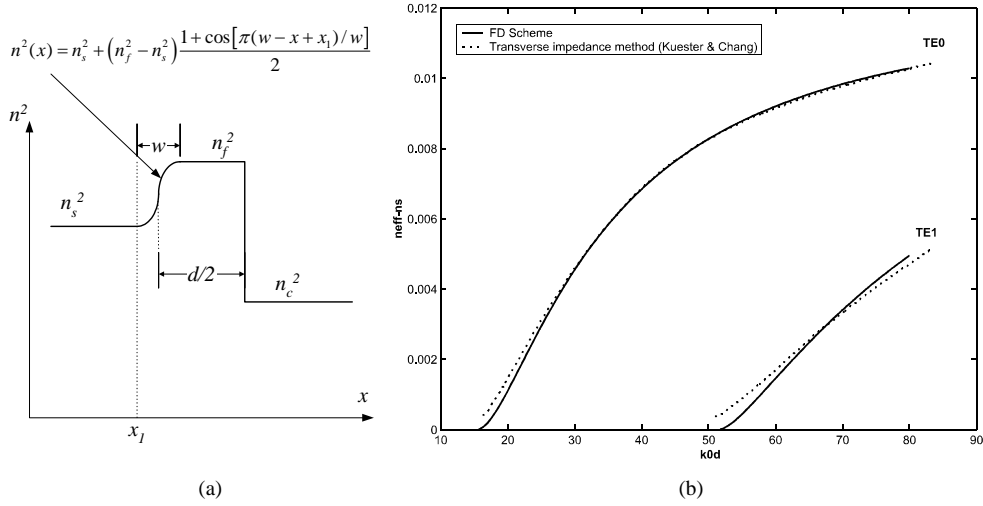 n²(x) = n_s² + (n_f² − n_s²) (1 + cos[π(w − x + x₁) / w]) / 2
n²
w
n_f²
n_s²
d/2
n_c²
x
x₁
(a)
FD Scheme
Transverse impedance method (Kuester & Chang)
TE0
TE1
neff-ns
0.012
0.01
0.008
0.006
0.004
0.002
0
10 20 30 40 50 60 70 80 90
k0d
(b)